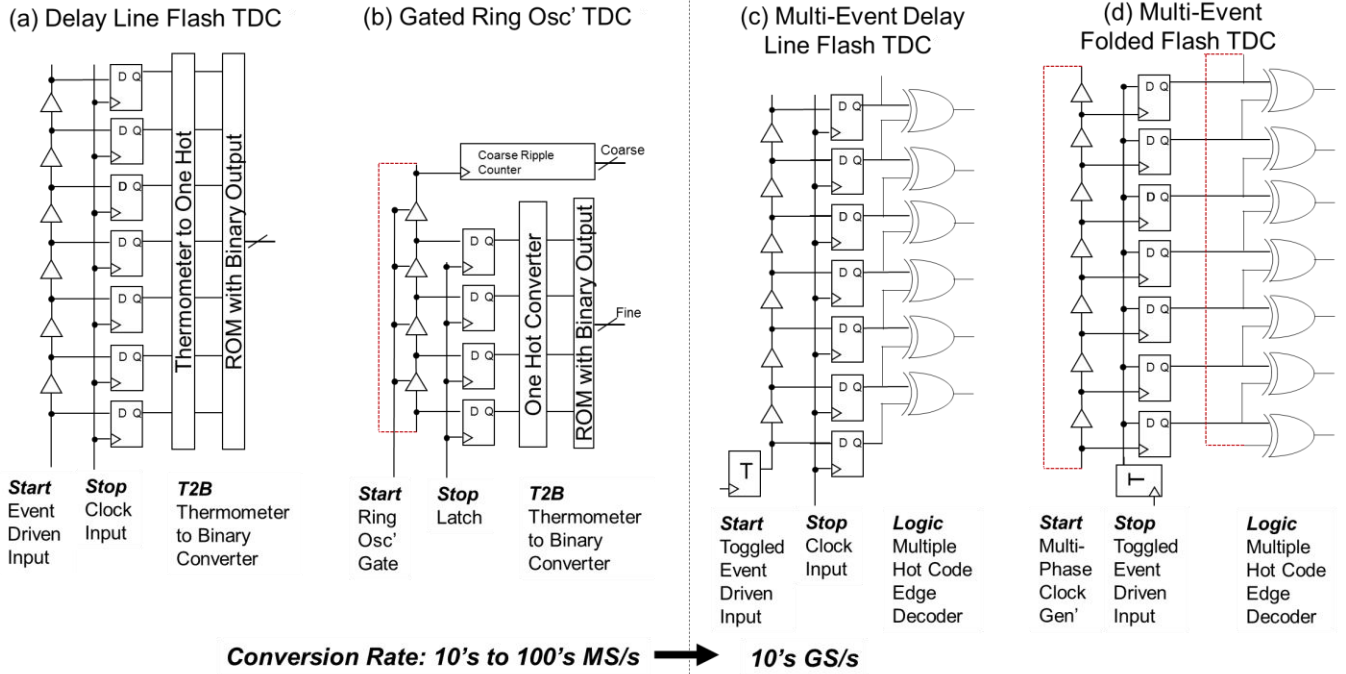 (a) Delay Line Flash TDC
D Q
D Q
D Q
D Q
D Q
D Q
D Q
Thermometer to One Hot
ROM with Binary Output
Start
Event
Driven
Input
Stop
Clock
Input
T2B
Thermometer
to Binary
Converter
(b) Gated Ring Osc' TDC
Coarse Ripple
Counter
Coarse
D Q
D Q
D Q
D Q
One Hot Converter
ROM with Binary Output
Fine
Start
Ring
Osc'
Gate
Stop
Latch
T2B
Thermometer
to Binary
Converter
(c) Multi-Event Delay
Line Flash TDC
D Q
D Q
D Q
D Q
D Q
D Q
D Q
T
Start
Toggled
Event
Driven
Input
Stop
Clock
Input
Logic
Multiple
Hot Code
Edge
Decoder
(d) Multi-Event
Folded Flash TDC
D Q
D Q
D Q
D Q
D Q
D Q
D Q
T
Start
Multi-
Phase
Clock
Gen'
Stop
Toggled
Event
Driven
Input
Logic
Multiple
Hot Code
Edge
Decoder
Conversion Rate: 10's to 100's MS/s
10's GS/s